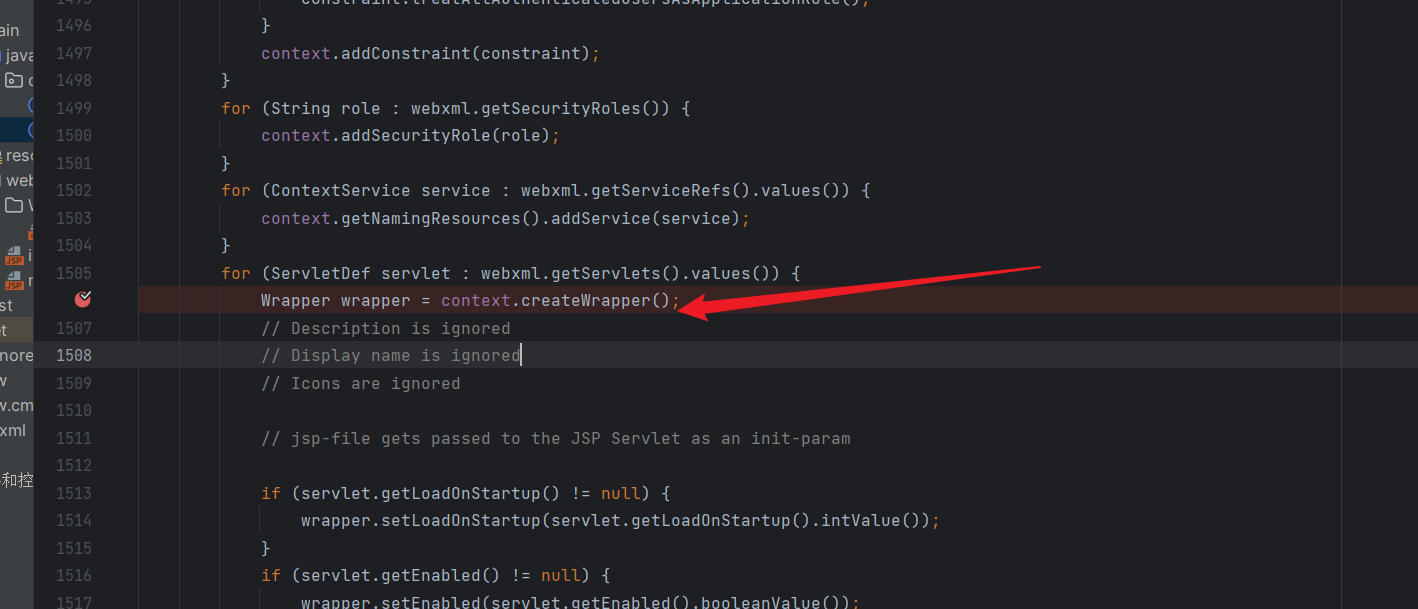 ain
java
reso
web
JSP i
JSP r
st
et
nore
w
w.cm
xml
和控
1496 }
1497 context.addConstraint(constraint);
1498 }
1499 for (String role : webxml.getSecurityRoles()) {
1500 context.addSecurityRole(role);
1501 }
1502 for (ContextService service : webxml.getServiceRefs().values()) {
1503 context.getNamingResources().addService(service);
1504 }
1505 for (ServletDef servlet : webxml.getServlets().values()) {
Wrapper wrapper = context.createWrapper();
1507 // Description is ignored
1508 // Display name is ignored
1509 // Icons are ignored
1510
1511 // jsp-file gets passed to the JSP Servlet as an init-param
1512
1513 if (servlet.getLoadOnStartup() != null) {
1514 wrapper.setLoadOnStartup(servlet.getLoadOnStartup().intValue());
1515 }
1516 if (servlet.getEnabled() != null) {
1517 wrapper.setEnabled(servlet.getEnabled().booleanValue());